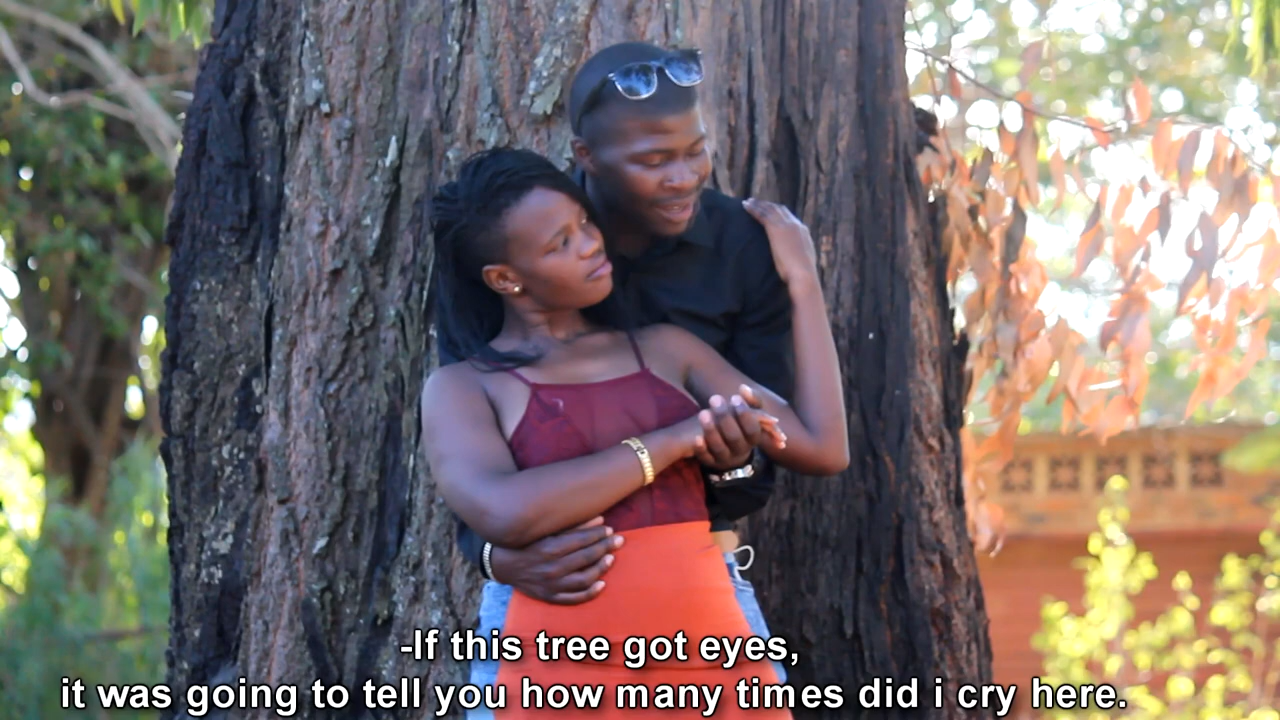 -If this tree got eyes,
it was going to tell you how many times did i cry here.